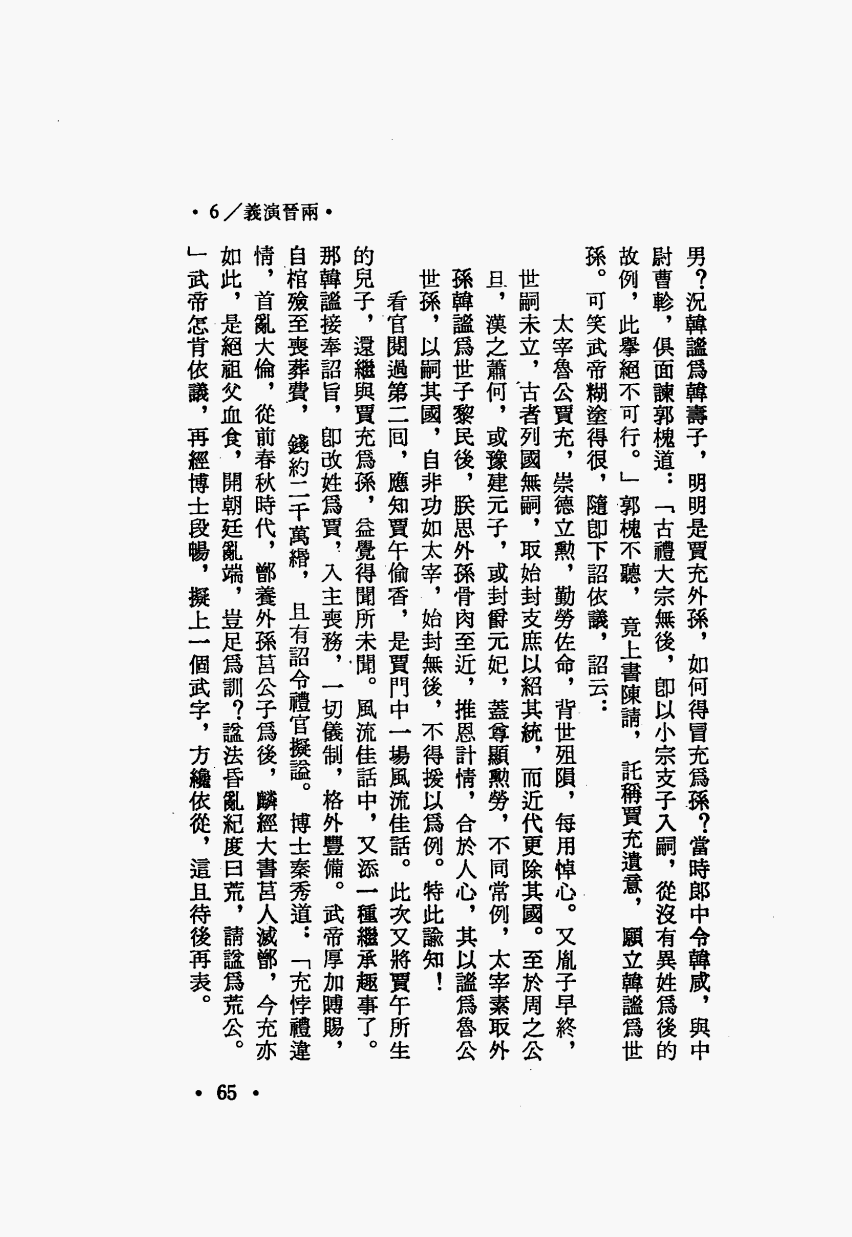 •6／義演晉兩•
男？況韓謐爲韓壽子，明明是賈充外孫，如何得冒充爲孫？當時郎中令韓咸，與中
尉曹軫，俱面諫郭槐道：「古禮大宗無後，卽以小宗支子入嗣，從沒有異姓爲後的
故例，此擧絕不可行。」郭槐不聽，竟上書陳請，託稱賈充遺意，願立韓謐爲世
孫。可笑武帝糊塗得很，隨卽下詔依議，詔云：
太宰魯公賈充，崇德立勳，勤勞佐命，背世殂隕，每用悼心。又胤子早終，
世嗣未立，古者列國無嗣，取始封支庶以紹其統，而近代更除其國。至於周之公
旦，漢之蕭何，或豫建元子，或封爵元妃，蓋尊顯勲勞，不同常例，太宰素取外
孫韓謐爲世子黎民後，朕思外孫骨肉至近，推恩計情，合於人心，其以謐爲魯公
世孫，以嗣其國，自非功如太宰，始封無後，不得援以爲例。特此諭知！
看官閱過第二回，應知賈午偷香，是賈門中一場風流佳話。此次又將賈午所生
的兒子，還繼與賈充爲孫，益覺得聞所未聞。風流佳話中，又添一種繼承趣事了。
那韓謐接奉詔旨，卽改姓爲賈，入主喪務，一切儀制，格外豐備。武帝厚加賻賜，
自棺殮至喪葬費，錢約二千萬緡，且有詔令禮官擬謚。博士秦秀道：「充悖禮違
情，首亂大倫，從前春秋時代，鄫養外孫莒公子爲後，麟經大書莒人滅鄫，今充亦
如此，是絕祖父血食，開朝廷亂端，豈足爲訓？謚法昏亂紀度曰荒，請謚爲荒公。
」武帝怎肯依議，再經博士段暢，擬上一個武字，方纔依從，這且待後再表。
• 65 •